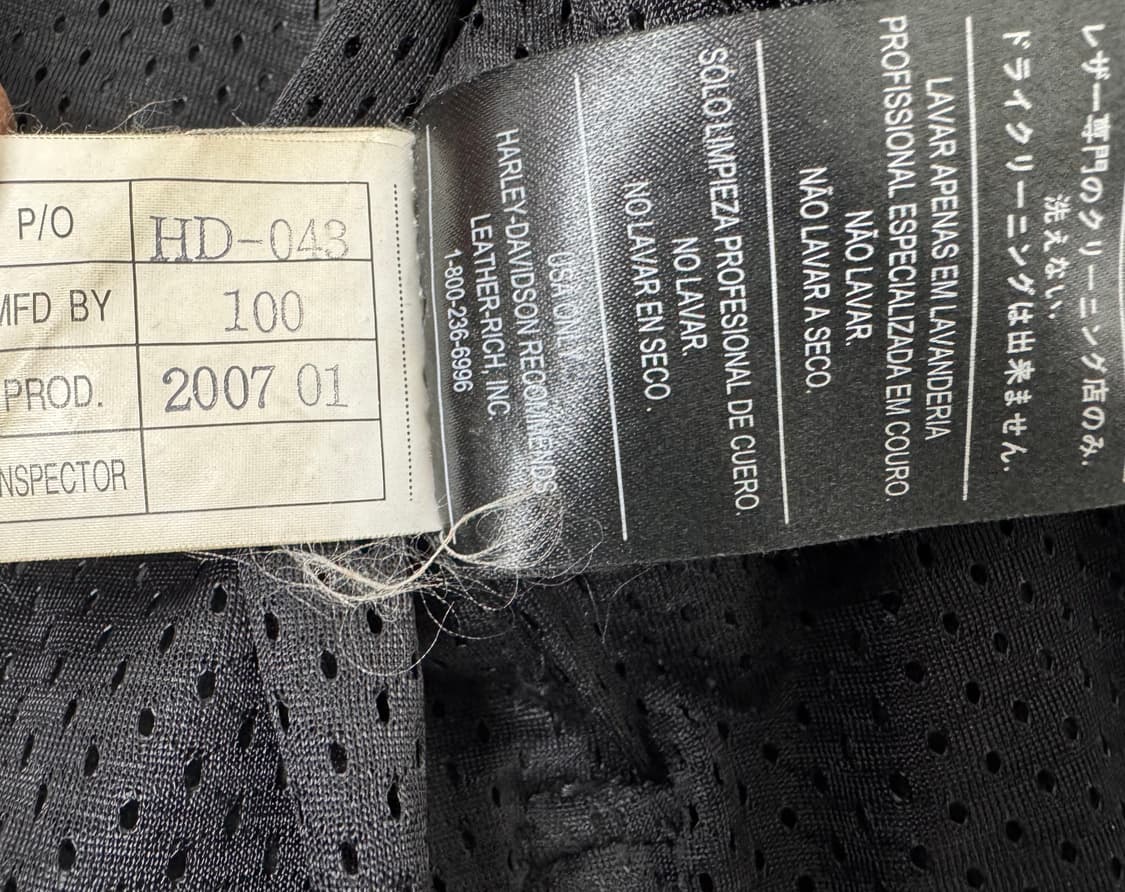 P/O HD-043
MFD BY 100
PROD. 2007 01
NSPECTOR
レザー専門のクリーニング店のみ.
洗えない.
ドライクリーニングは出来ません.
LAVAR APENAS EM LAVANDERIA
PROFISSIONAL ESPECIALIZADA EM COURO
NÃO LAVAR.
NÃO LAVAR A SECO.
SÓLO LIMPIEZA PROFESIONAL DE CUERO.
NO LAVAR.
NO LAVAR EN SECO .
USA ONLY
HARLEY-DAVIDSON RECOMMENDS
LEATHER-RICH, INC.
1-800-236-6996